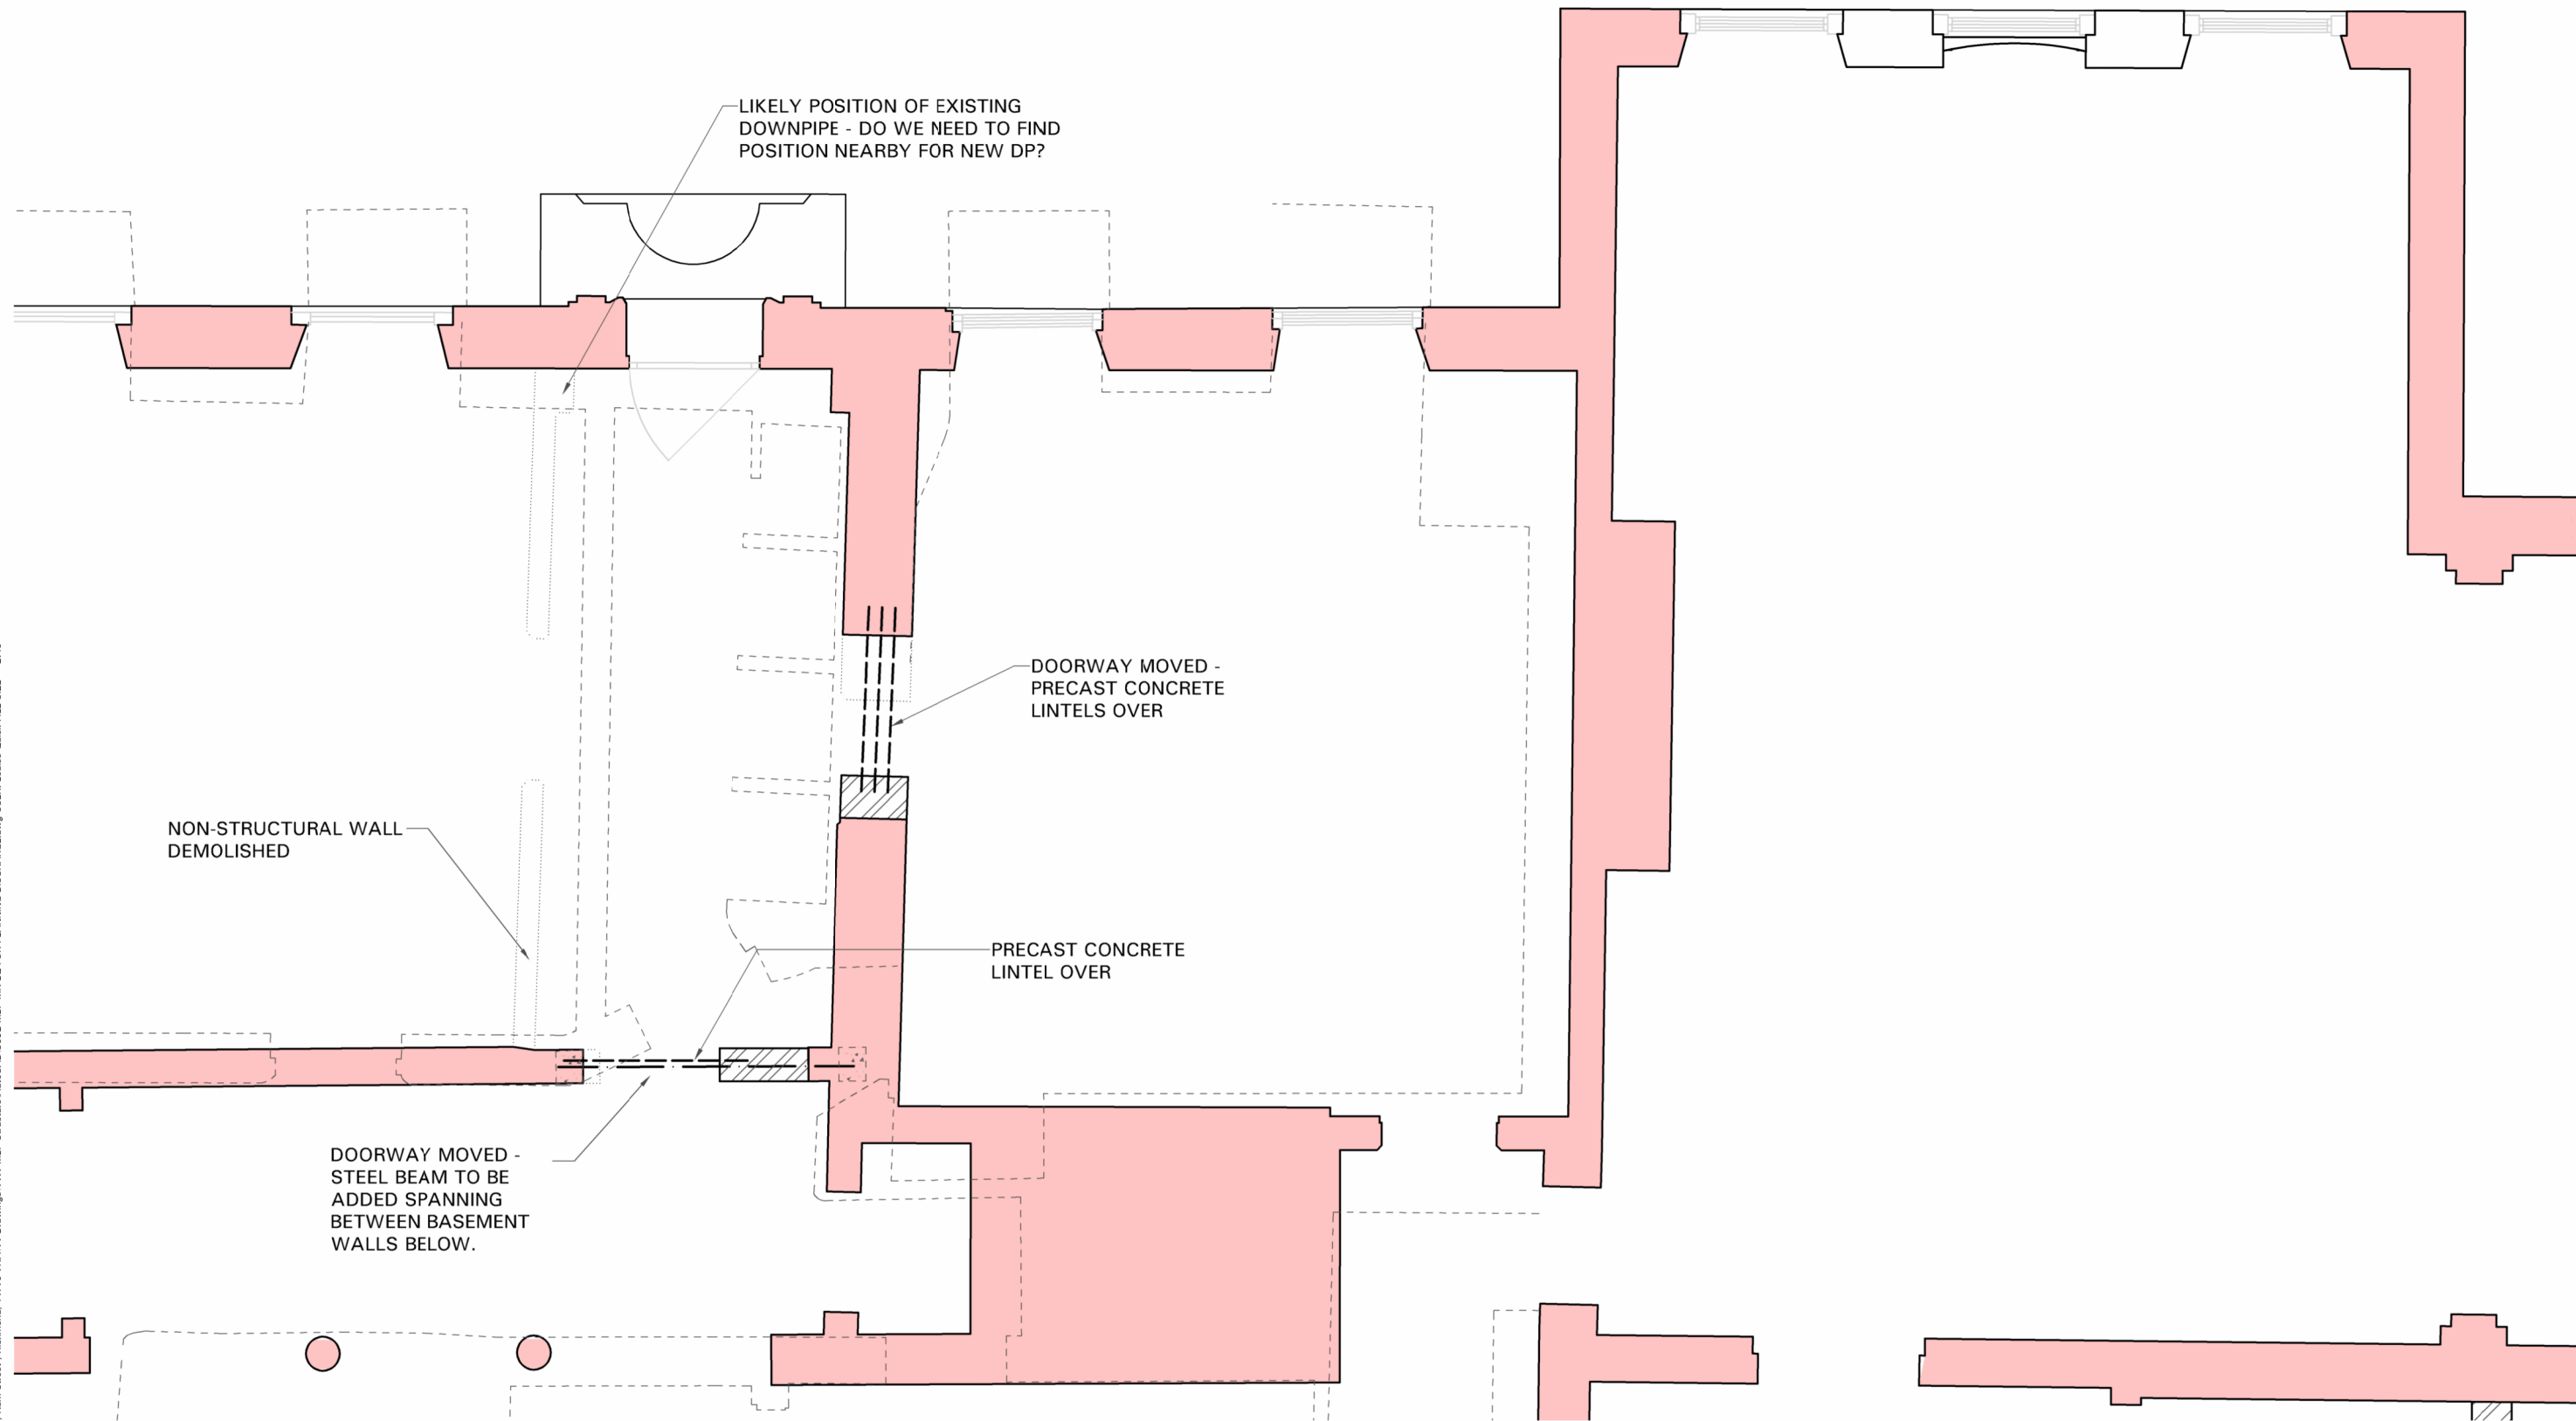 LIKELY POSITION OF EXISTING
DOWNPIPE - DO WE NEED TO FIND
POSITION NEARBY FOR NEW DP?
DOORWAY MOVED -
PRECAST CONCRETE
LINTELS OVER
NON-STRUCTURAL WALL
DEMOLISHED
PRECAST CONCRETE
LINTEL OVER
DOORWAY MOVED -
STEEL BEAM TO BE
ADDED SPANNING
BETWEEN BASEMENT
WALLS BELOW.